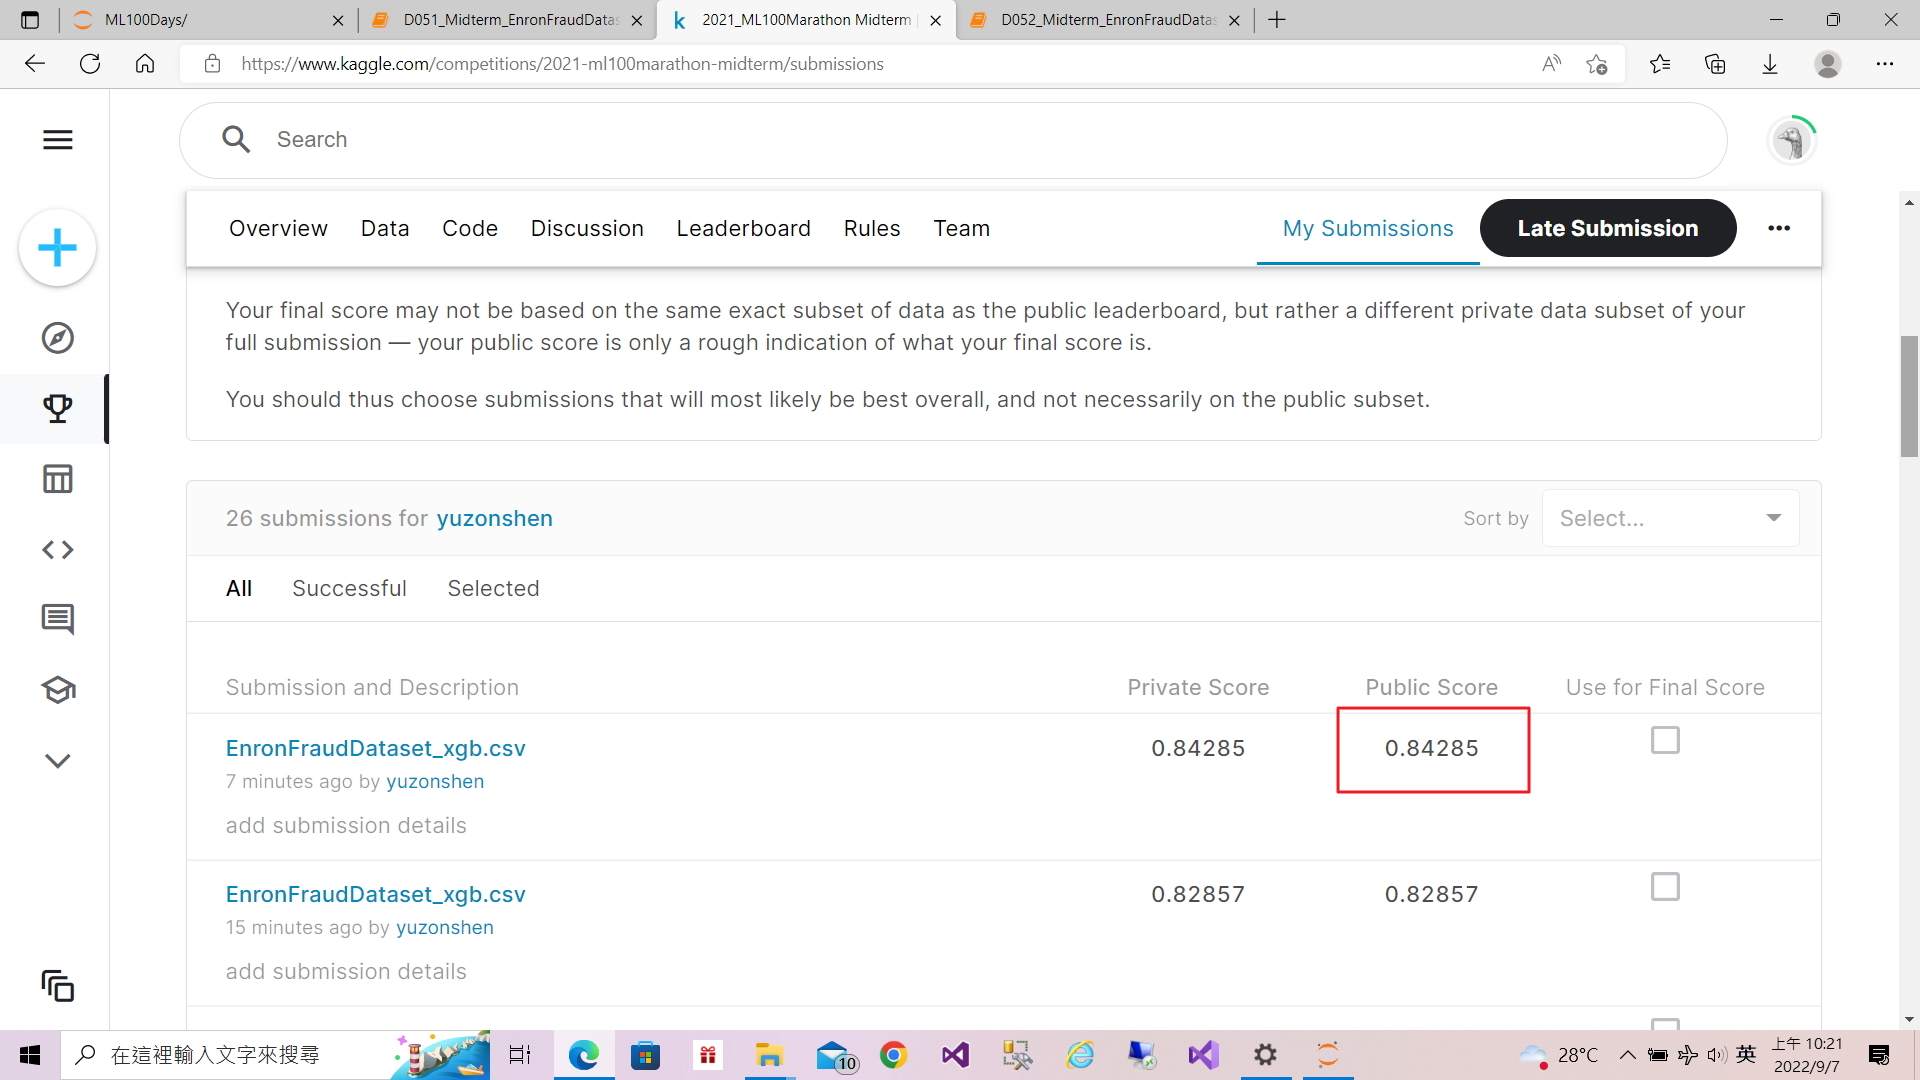 ML100Days/
D051_Midterm_EnronFraudDatas
2021_ML100Marathon Midterm
D052_Midterm_EnronFraudDatas
https://www.kaggle.com/competitions/2021-ml100marathon-midterm/submissions
Search
Overview Data Code Discussion Leaderboard Rules Team My Submissions Late Submission
Your final score may not be based on the same exact subset of data as the public leaderboard, but rather a different private data subset of your
full submission — your public score is only a rough indication of what your final score is.
You should thus choose submissions that will most likely be best overall, and not necessarily on the public subset.
26 submissions for yuzonshen Sort by Select...
All Successful Selected
Submission and Description Private Score Public Score Use for Final Score
EnronFraudDataset_xgb.csv 0.84285 0.84285
7 minutes ago by yuzonshen
add submission details
EnronFraudDataset_xgb.csv 0.82857 0.82857
15 minutes ago by yuzonshen
add submission details
在這裡輸入文字來搜尋
10
28°C
英
上午 10:21
2022/9/7